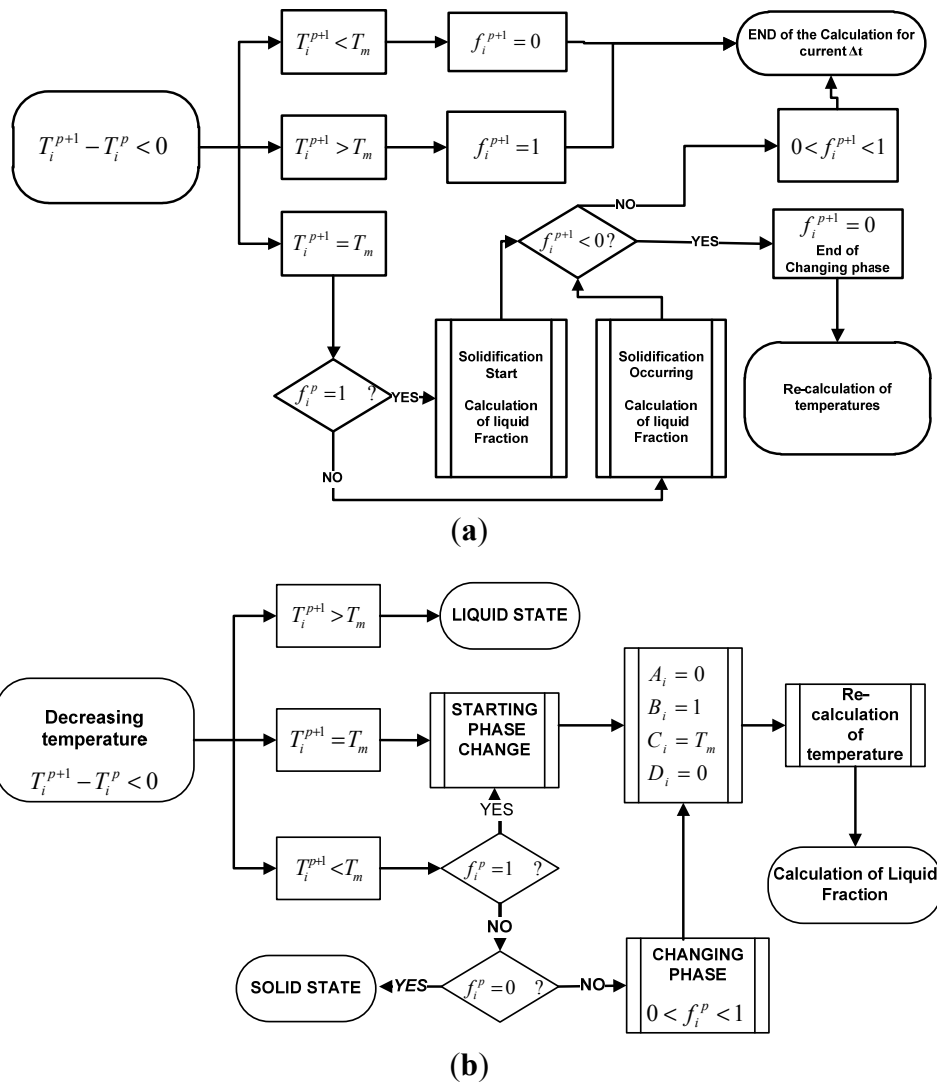 T_i^{p+1} < T_m
f_i^{p+1} = 0
END of the Calculation for
current Δt
T_i^{p+1} − T_i^p < 0
T_i^{p+1} > T_m
f_i^{p+1} = 1
0 < f_i^{p+1} < 1
NO
T_i^{p+1} = T_m
f_i^{p+1} < 0 ?
YES
f_i^{p+1} = 0
End of
Changing phase
f_i^p = 1 ?
YES
Solidification
Start
Calculation
of liquid
Fraction
Solidification
Occurring
Calculation
of liquid
Fraction
Re-calculation of
temperatures
NO
(a)
T_i^{p+1} > T_m
LIQUID STATE
Decreasing
temperature
T_i^{p+1} − T_i^p < 0
T_i^{p+1} = T_m
STARTING
PHASE
CHANGE
A_i = 0
B_i = 1
C_i = T_m
D_i = 0
Re-
calculation
of
temperature
YES
T_i^{p+1} < T_m
f_i^p = 1 ?
Calculation of Liquid
Fraction
NO
SOLID STATE
YES
f_i^p = 0 ?
NO
CHANGING
PHASE
0 < f_i^p < 1
(b)